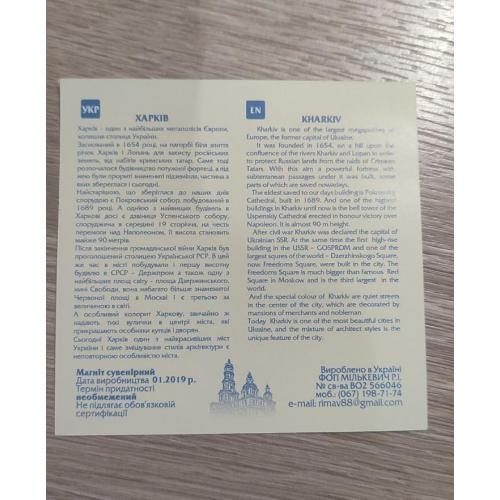 УКР
ХАРКІВ
Харків - один з найбільших мегаполісів Європи,
колишня столиця України.
Заснований в 1654 році, на пагорбі біля злиття
річок Харків і Лопань для захисту російських
земель, від набігів кримських татар. Саме тоді
розпочалося будівництво потужної фортеці, а під
нею були прориті знамениті підземелля, частина з
яких збереглася і сьогодні.
Найстарішою, що збереглася до наших днів
спорудою є Покровський собор, побудований в
1689 році. А однією з найвищих будівель в
Харкові досі є дзвіниця Успенського собору,
споруджена в середині 19 сторіччя, на честь
перемоги над Наполеоном. Її висота становить
майже 90 метрів.
Після закінчення громадянської війни Харків був
проголошений столицею Української РСР. В цей
же час в місті побудували і першу висотну
будівлю в СРСР - Держпром а також одну з
найбільших площ світу - площа Дзержинського,
нині Свободи, вона набагато більше знаменитої
Червоної площі в Москві і є третьою за
величиною в світі.
А особливий колорит Харкову, звичайно ж
надають тихі вулички в центрі міста, які
прикрашають особняки купців і дворян.
Сьогодні Харків один з найкрасивіших міст
України і саме змішування стилів архітектури є
неповторною особливістю міста.
Магніт сувенірний
Дата виробництва 01.2019 р.
Термін придатності
необмежений
Не підлягає обов'язковій
сертифікації
EN
KHARKIV
Kharkiv is one of the largest megapolises of
Europe, the former capital of Ukraine.
It was founded in 1654, on a hill upon the
confluence of the rivers Kharkiv and Lopan in order
to protect Russian lands from the raids of Crimean
Tatars. With this aim a powerful fortress with
subterranean passages under it was built, some
parts of which are saved nowadays.
The eldest saved to our days building is Pokrovskiy
Cathedral, built in 1689. And one of the highest
buildings in Kharkiv until now is the bell tower of the
Uspenskiy Cathedral erected in honour victory over
Napoleon. It is almost 90 m height.
After civil war Kharkiv was declared the capital of
Ukrainian SSR. At the same time the first high-rise
building in the USSR - GOSPROM and one of the
largest squres of the world - Dzerzhinskogo Square,
now Freedoms Square, were built in the city. The
Freedoms Square is much bigger than famous Red
Square in Moskow and is the third largest in the
world.
And the special colour of Kharkiv are quiet streets
in the center of the city, which are decorated by
mansions of merchants and nobleman.
Today Kharkiv is one of the most beautiful cities in
Ukraine, and the mixture of architect styles is the
unique feature of the city.
Вироблено в Україні
ФОП МІЛЬКЕВИЧ Р.І.
№ св-ва ВО2 566046
моб.: (067) 198-71-74
e-mail: rimav88@gmail.com